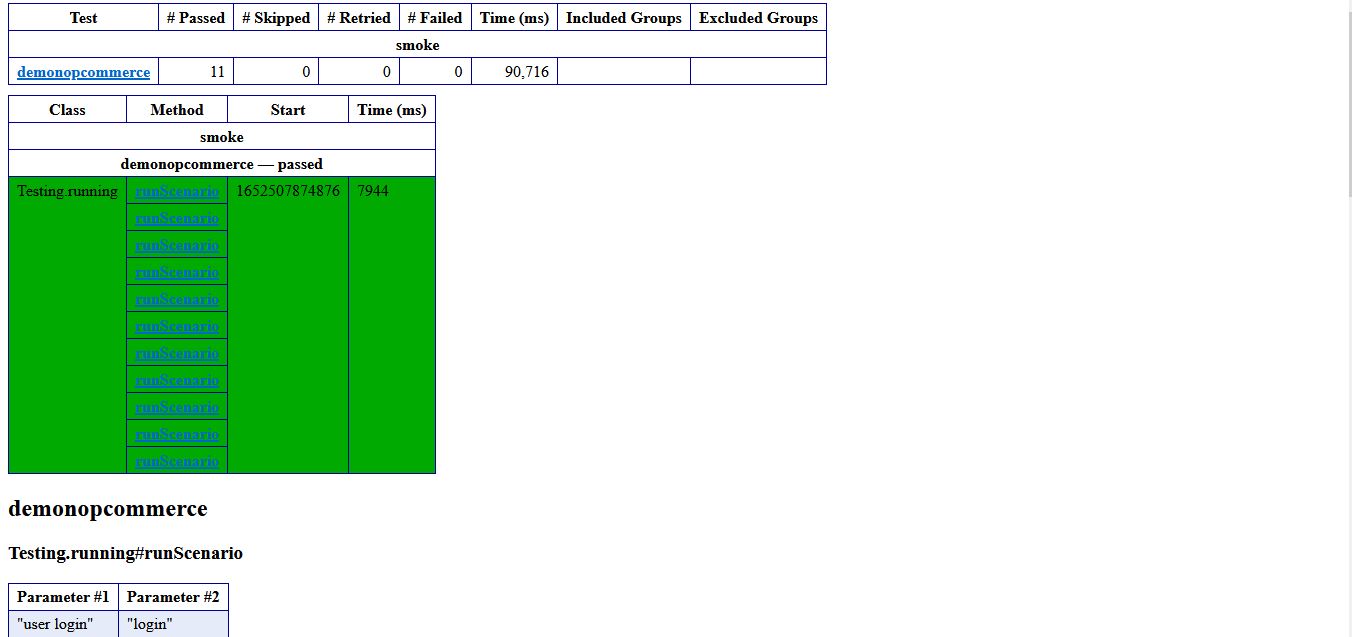 Test # Passed # Skipped # Retried # Failed Time (ms) Included Groups Excluded Groups
smoke
demonopcommerce 11 0 0 0 90,716
Class Method Start Time (ms)
smoke
demonopcommerce — passed
Testing.running runScenario 1652507874876 7944
runScenario
runScenario
runScenario
runScenario
runScenario
runScenario
runScenario
runScenario
runScenario
runScenario
demonopcommerce
Testing.running#runScenario
Parameter #1 Parameter #2
"user login" "login"